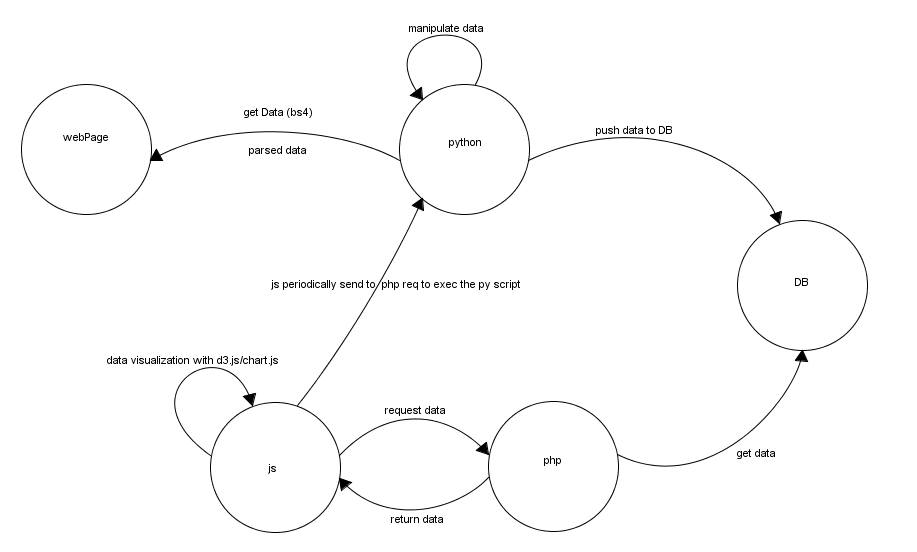 manipulate data
get Data (bs4)
webPage
python
push data to DB
parsed data
DB
js periodically send to php req to exec the py script
data visualization with d3.js/chart.js
request data
js
php
get data
return data